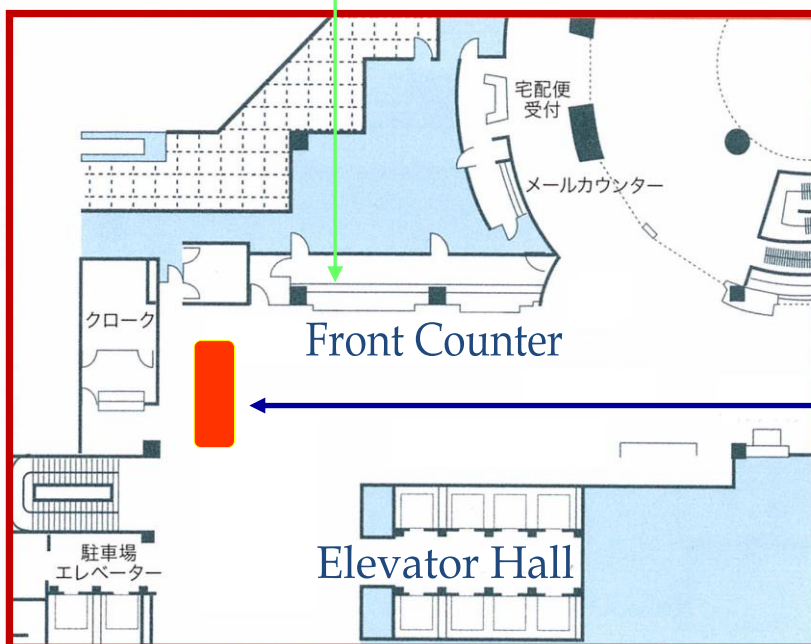 宅配便
受付
メールカウンター
クローク
Front Counter
駐車場
エレベーター
Elevator Hall